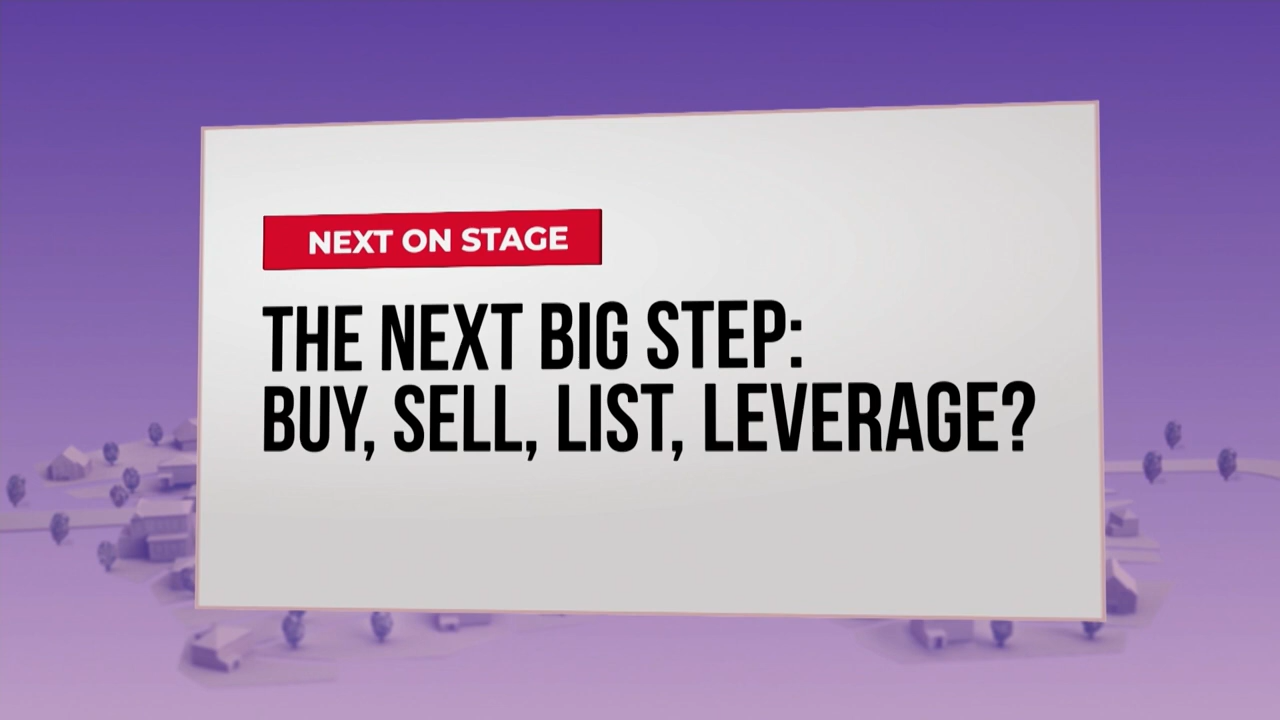 NEXT ON STAGE
THE NEXT BIG STEP:
BUY, SELL, LIST, LEVERAGE?